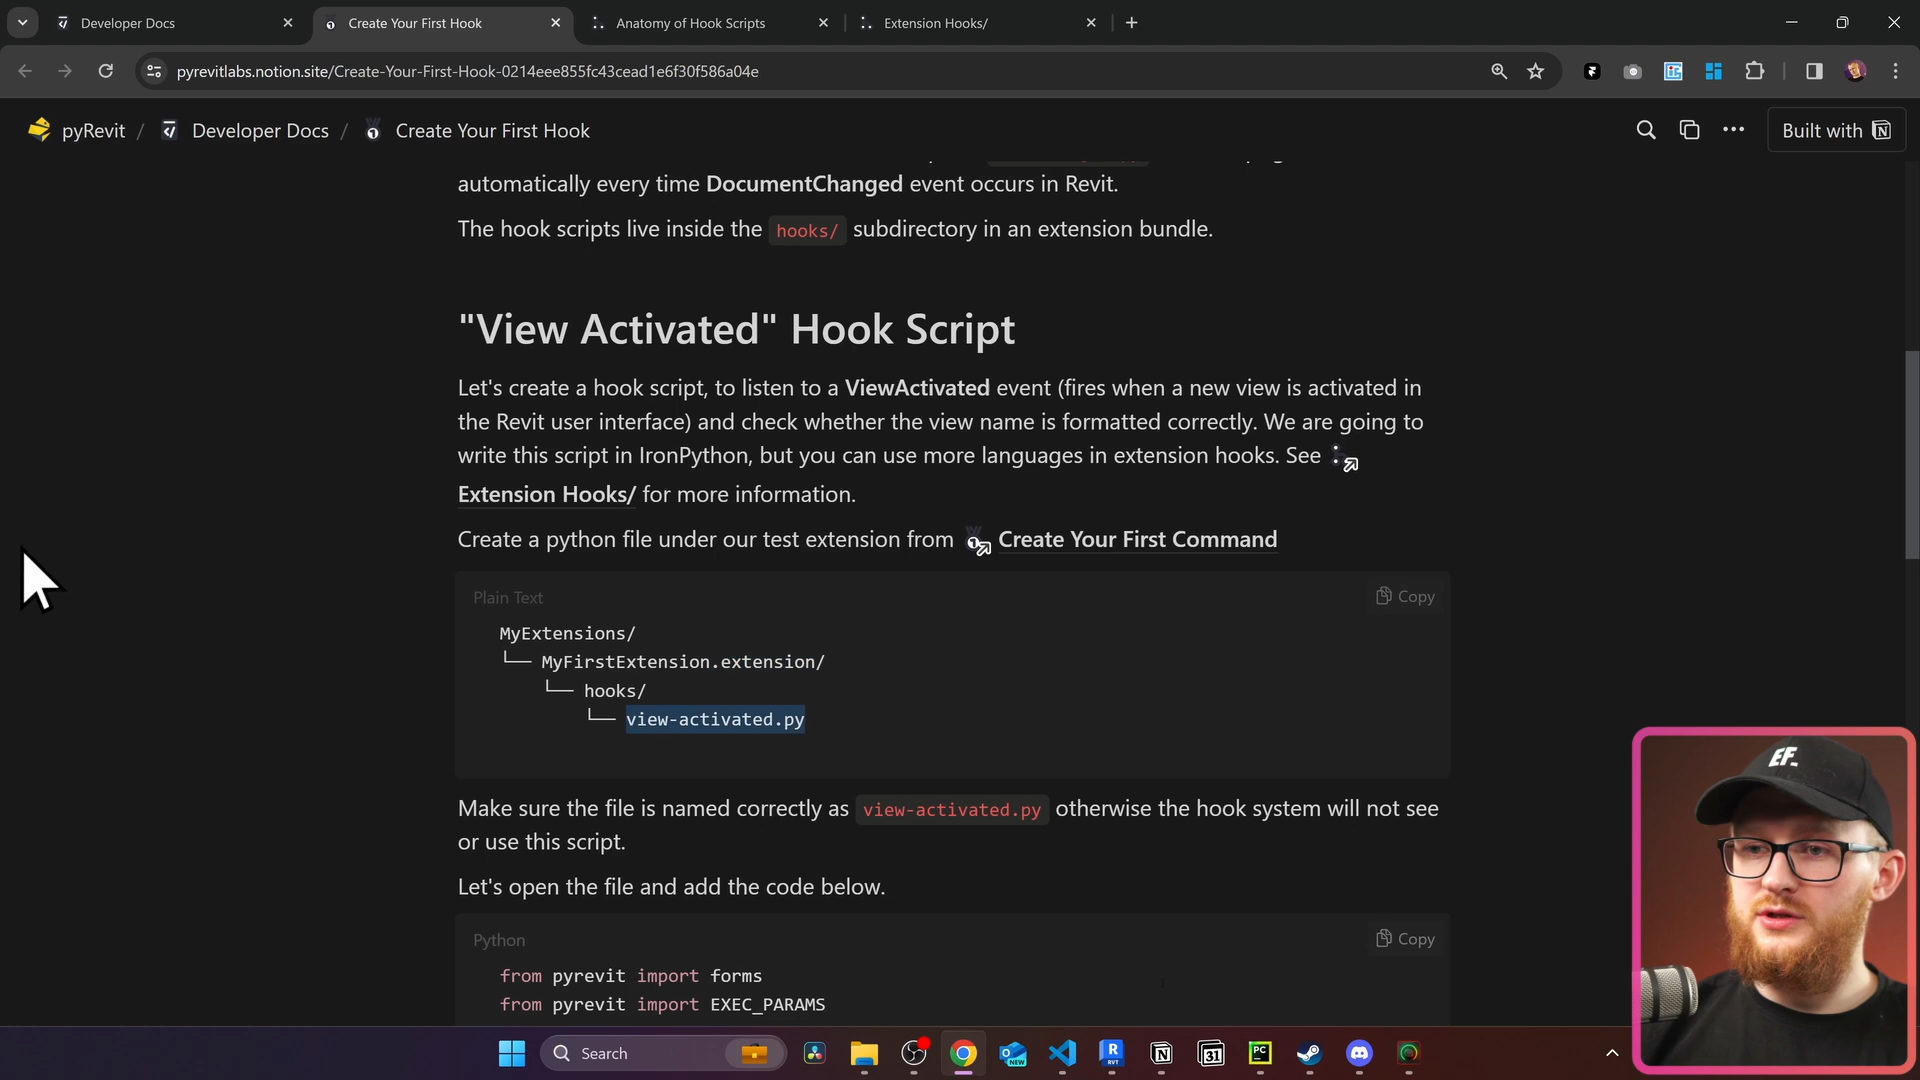 Developer Docs
Create Your First Hook
Anatomy of Hook Scripts
Extension Hooks/
pyrevitlabs.notion.site/Create-Your-First-Hook-0214eee855fc43cead1e6f30f586a04e
pyRevit / Developer Docs / Create Your First Hook
Built with
automatically every time DocumentChanged event occurs in Revit.
The hook scripts live inside the hooks/ subdirectory in an extension bundle.
"View Activated" Hook Script
Let's create a hook script, to listen to a ViewActivated event (fires when a new view is activated in
the Revit user interface) and check whether the view name is formatted correctly. We are going to
write this script in IronPython, but you can use more languages in extension hooks. See
Extension Hooks/ for more information.
Create a python file under our test extension from Create Your First Command
Plain Text
Copy
MyExtensions/
└── MyFirstExtension.extension/
└── hooks/
└── view-activated.py
Make sure the file is named correctly as view-activated.py otherwise the hook system will not see
or use this script.
Let's open the file and add the code below.
Python
Copy
from pyrevit import forms
from pyrevit import EXEC_PARAMS
EF.
Search
NEW
R
RVT
31
PC